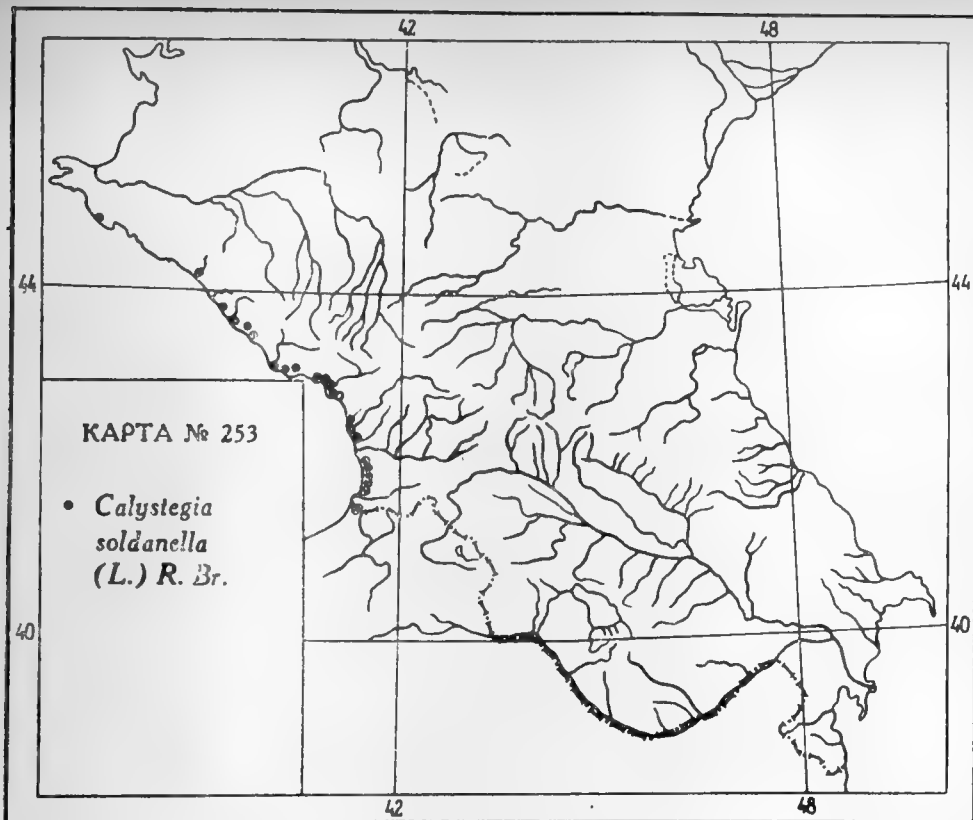 42 48
44 44
КАРТА № 253
• Calystegia
soldanella
(L.) R. Br.
40 40
42 48